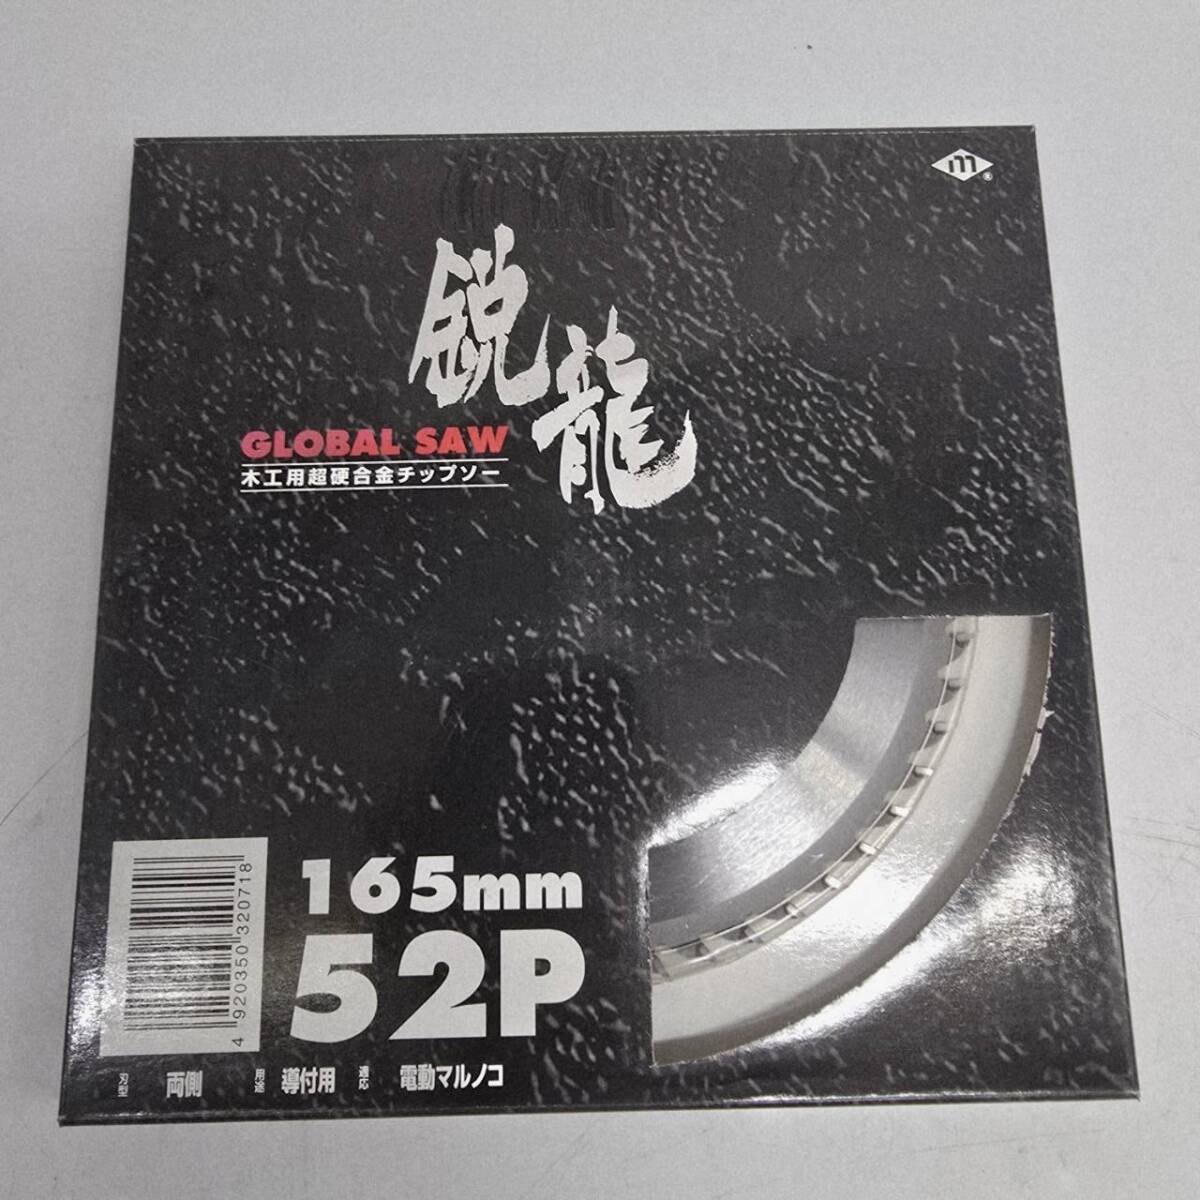 m®
鋭龍
GLOBAL SAW
木工用超硬合金チップソー
165mm
52P
4 920350 320718
刃型 両側 用途 導付用 適応 電動マルノコ